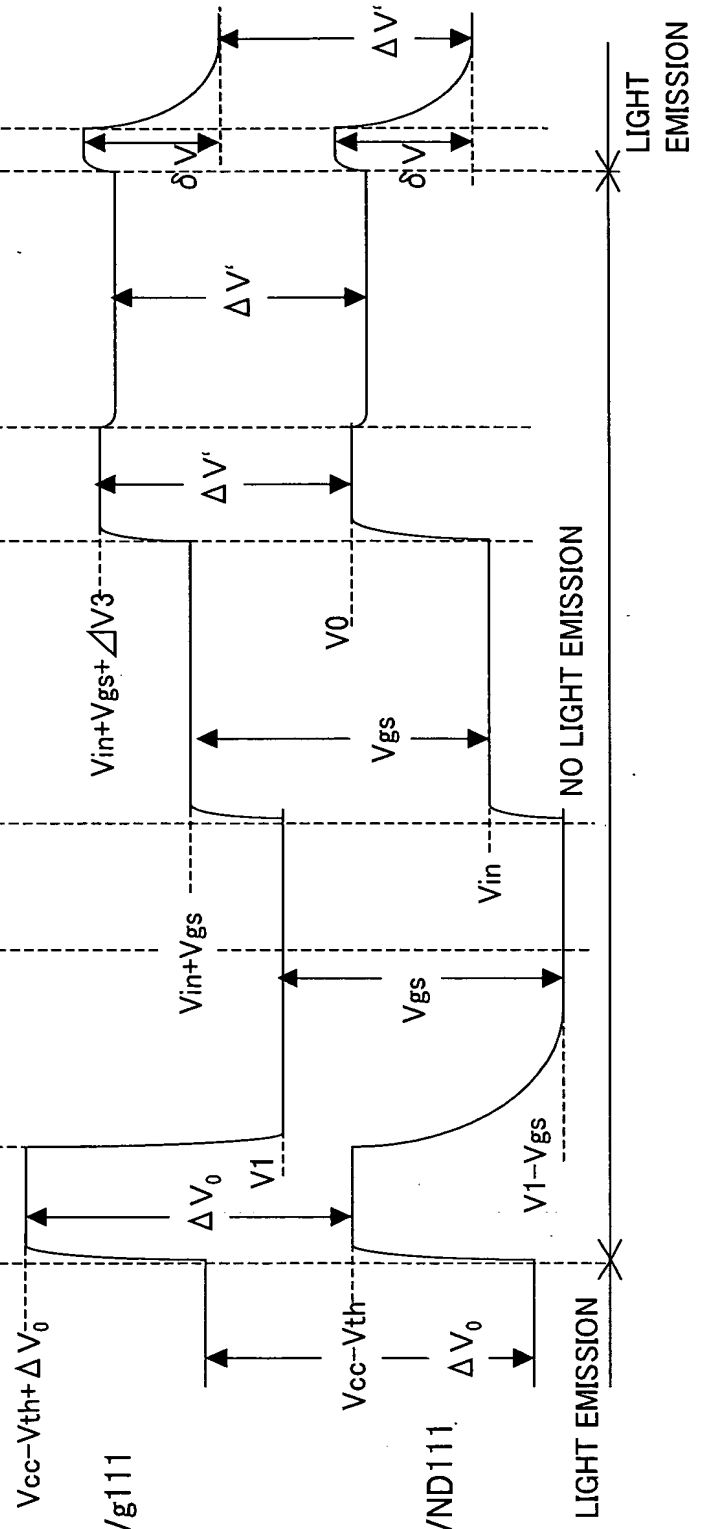 Vcc-Vth+ΔV₀
Vin+Vgs+ΔV3
Vg111
δV
Vin+Vgs
ΔV₀
ΔV‘
ΔV‘
V1
V0
Vcc-Vth
Vgs
ΔV‘
δV
Vgs
VND111
ΔV₀
Vin
V1-Vgs
NO LIGHT EMISSION
LIGHT EMISSION
LIGHT
EMISSION